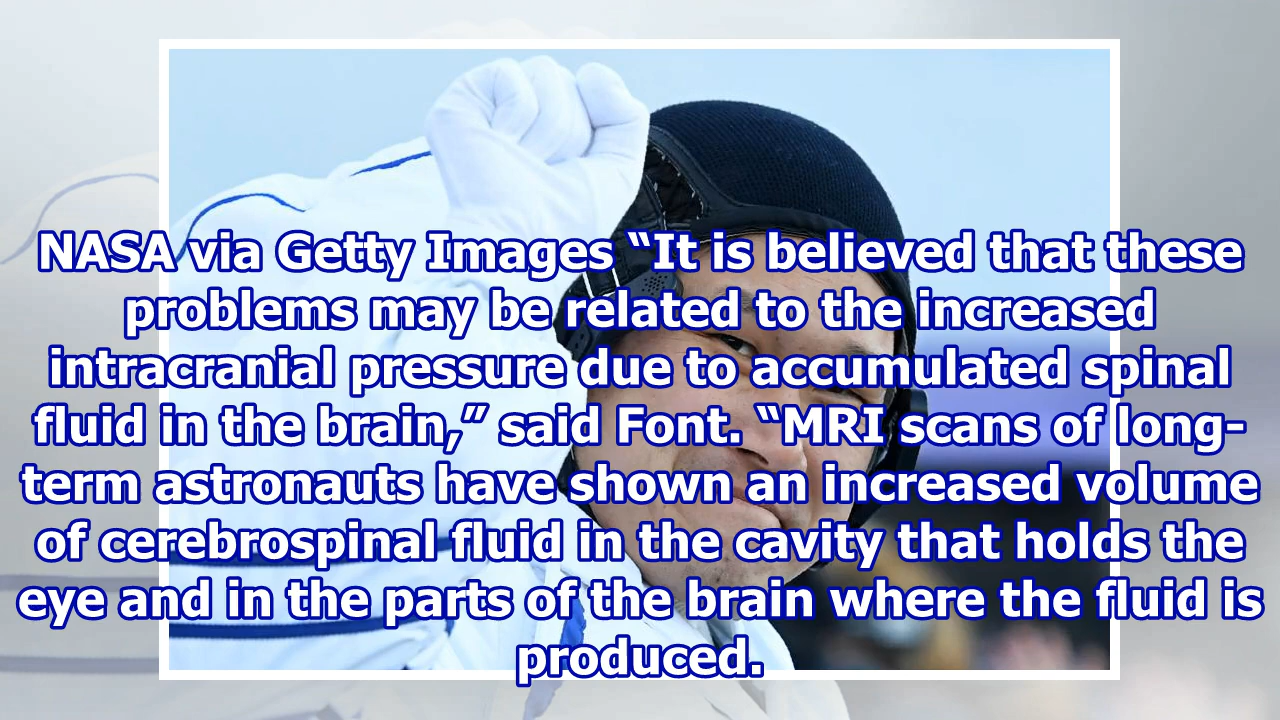 NASA via Getty Images “It is believed that these
problems may be related to the increased
intracranial pressure due to accumulated spinal
fluid in the brain,” said Font. “MRI scans of long-
term astronauts have shown an increased volume
of cerebrospinal fluid in the cavity that holds the
eye and in the parts of the brain where the fluid is
produced.